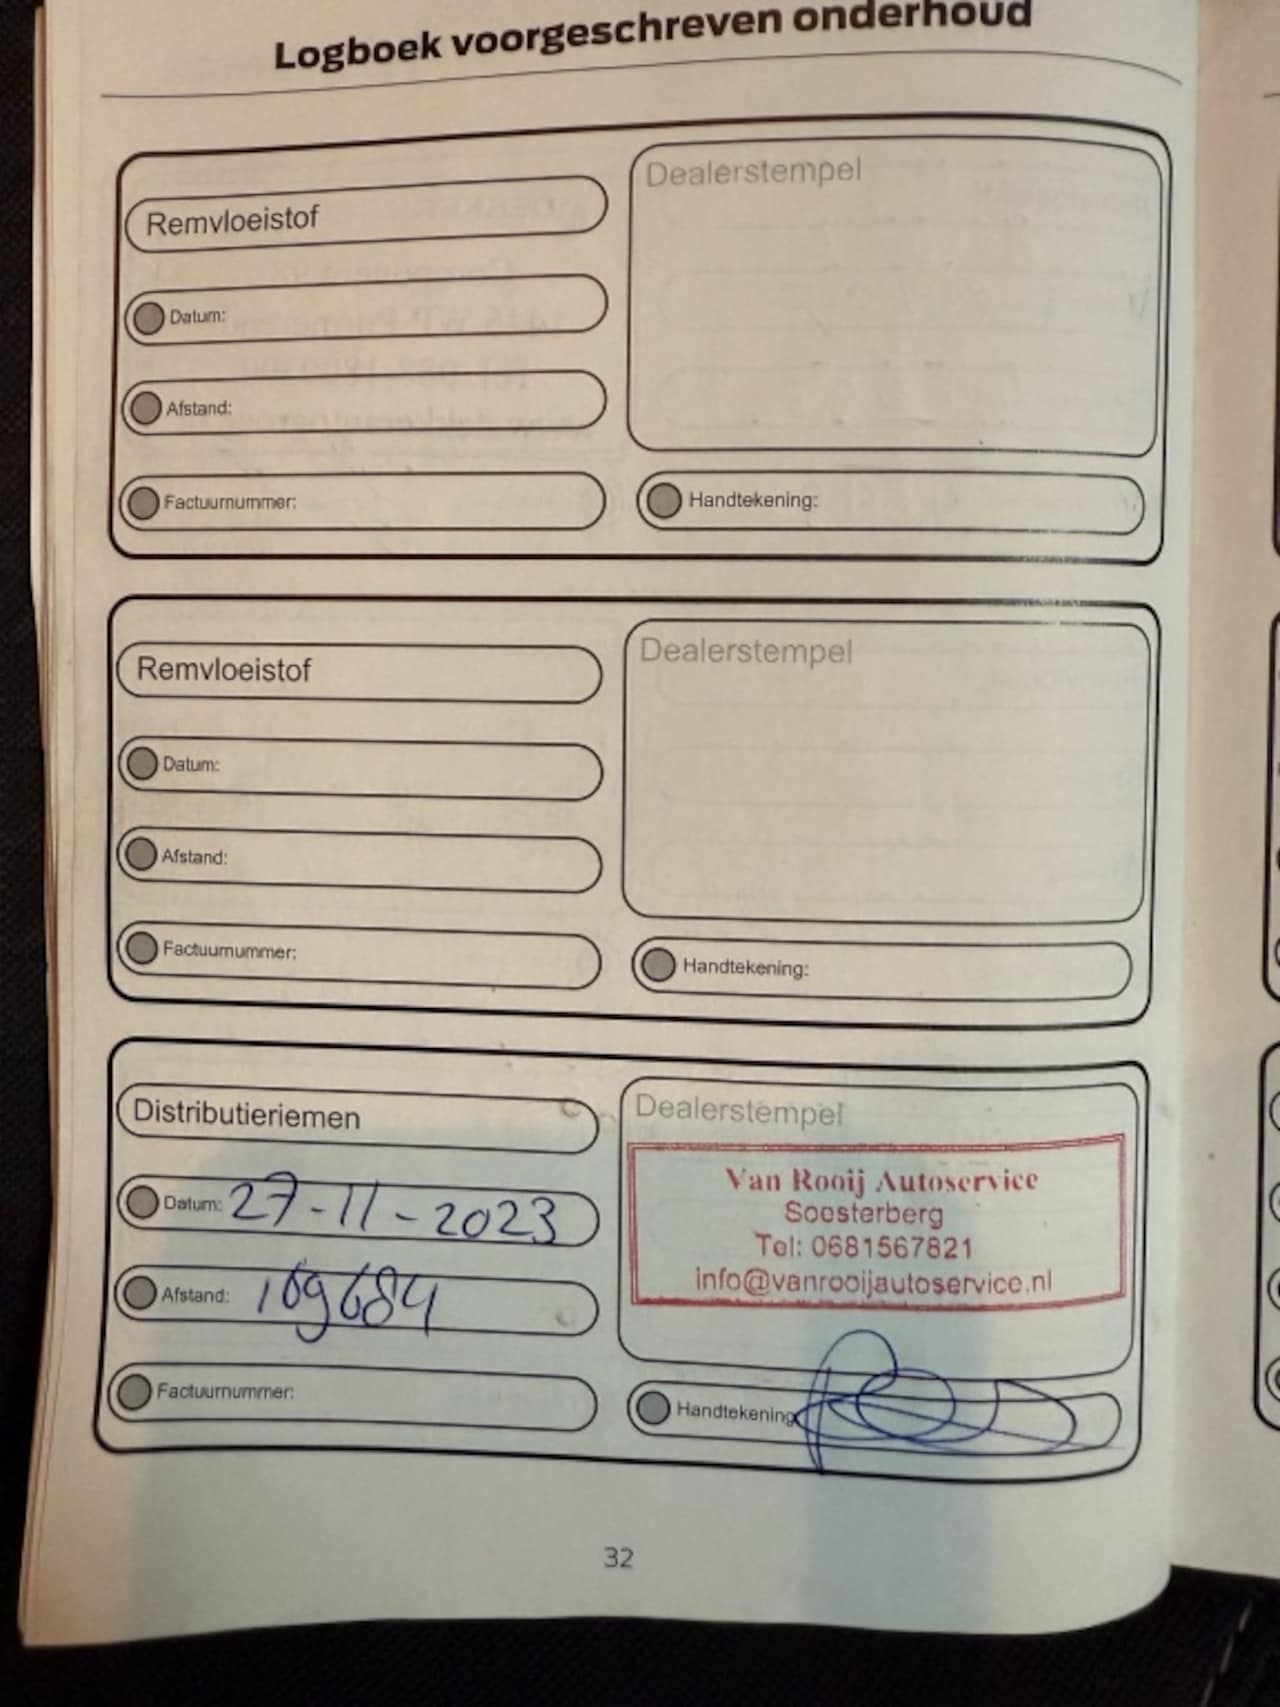 Logboek voorgeschreven onderhoud
Remvloeistof
Datum:
Afstand:
Factuurnummer:
Dealerstempel
Handtekening:
Remvloeistof
Datum:
Afstand:
Factuurnummer:
Dealerstempel
Handtekening:
Distributieriemen
Datum: 27-11-2023
Afstand: 169684
Factuurnummer:
Dealerstempel
Van Rooij Autoservice
Soesterberg
Tel: 0681567821
info@vanrooijautoservice.nl
Handtekening
32